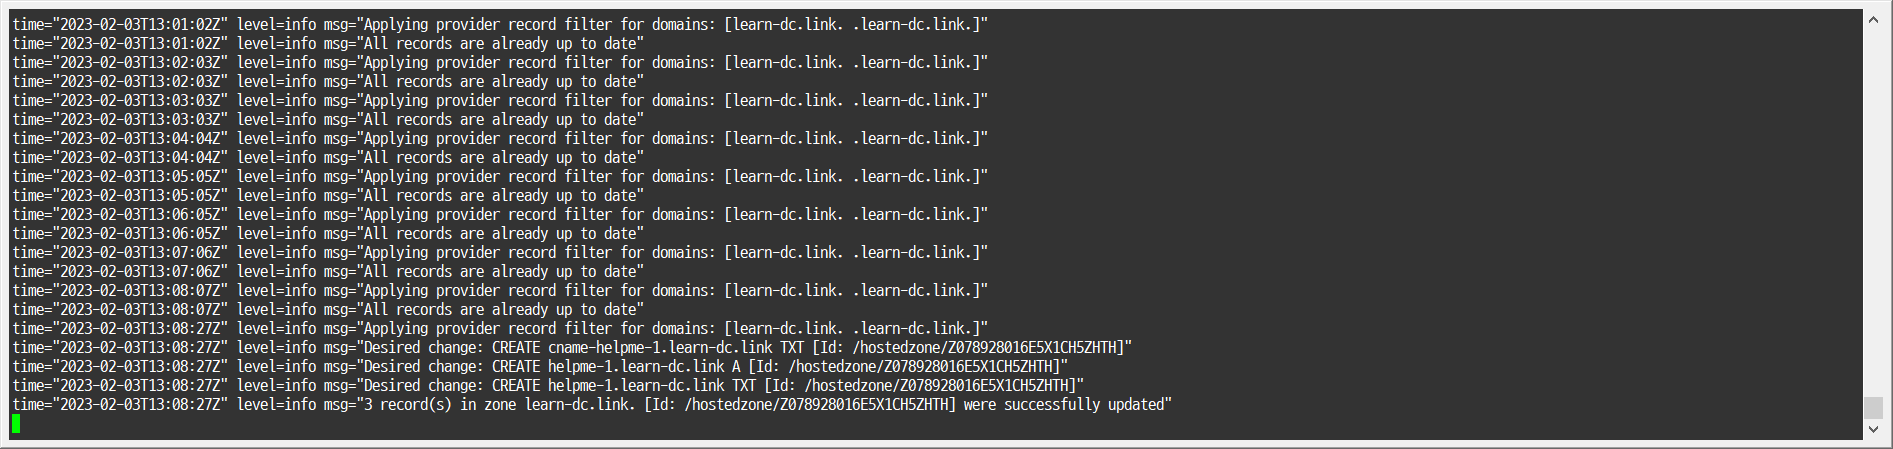 time="2023-02-03T13:01:02Z" level=info msg="Applying provider record filter for domains: [learn-dc.link. .learn-dc.link.]"
time="2023-02-03T13:01:02Z" level=info msg="All records are already up to date"
time="2023-02-03T13:02:03Z" level=info msg="Applying provider record filter for domains: [learn-dc.link. .learn-dc.link.]"
time="2023-02-03T13:02:03Z" level=info msg="All records are already up to date"
time="2023-02-03T13:03:03Z" level=info msg="Applying provider record filter for domains: [learn-dc.link. .learn-dc.link.]"
time="2023-02-03T13:03:03Z" level=info msg="All records are already up to date"
time="2023-02-03T13:04:04Z" level=info msg="Applying provider record filter for domains: [learn-dc.link. .learn-dc.link.]"
time="2023-02-03T13:04:04Z" level=info msg="All records are already up to date"
time="2023-02-03T13:05:05Z" level=info msg="Applying provider record filter for domains: [learn-dc.link. .learn-dc.link.]"
time="2023-02-03T13:05:05Z" level=info msg="All records are already up to date"
time="2023-02-03T13:06:05Z" level=info msg="Applying provider record filter for domains: [learn-dc.link. .learn-dc.link.]"
time="2023-02-03T13:06:05Z" level=info msg="All records are already up to date"
time="2023-02-03T13:07:06Z" level=info msg="Applying provider record filter for domains: [learn-dc.link. .learn-dc.link.]"
time="2023-02-03T13:07:06Z" level=info msg="All records are already up to date"
time="2023-02-03T13:08:07Z" level=info msg="Applying provider record filter for domains: [learn-dc.link. .learn-dc.link.]"
time="2023-02-03T13:08:07Z" level=info msg="All records are already up to date"
time="2023-02-03T13:08:27Z" level=info msg="Applying provider record filter for domains: [learn-dc.link. .learn-dc.link.]"
time="2023-02-03T13:08:27Z" level=info msg="Desired change: CREATE cname-helpme-1.learn-dc.link TXT [Id: /hostedzone/Z078928016E5X1CH5ZHTH]"
time="2023-02-03T13:08:27Z" level=info msg="Desired change: CREATE helpme-1.learn-dc.link A [Id: /hostedzone/Z078928016E5X1CH5ZHTH]"
time="2023-02-03T13:08:27Z" level=info msg="Desired change: CREATE helpme-1.learn-dc.link TXT [Id: /hostedzone/Z078928016E5X1CH5ZHTH]"
time="2023-02-03T13:08:27Z" level=info msg="3 record(s) in zone learn-dc.link. [Id: /hostedzone/Z078928016E5X1CH5ZHTH] were successfully updated"